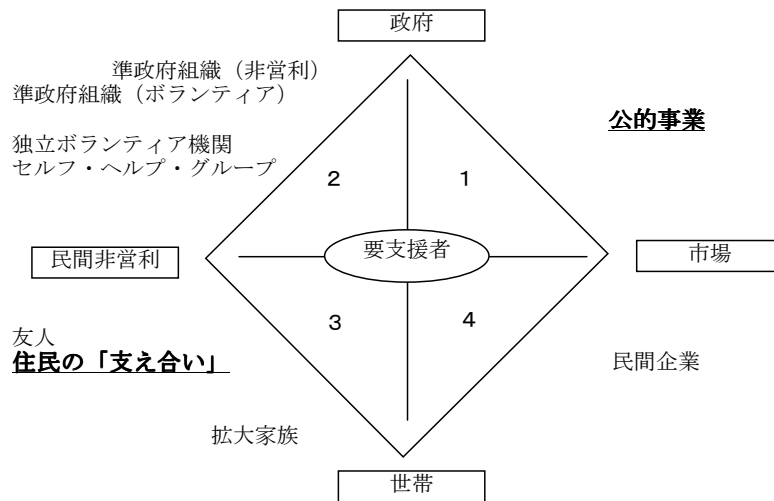 政府
準政府組織（非営利）
準政府組織（ボランティア）
公的事業
独立ボランティア機関
セルフ・ヘルプ・グループ
2
1
要支援者
民間非営利
市場
3
4
友人
住民の「支え合い」
民間企業
拡大家族
世帯